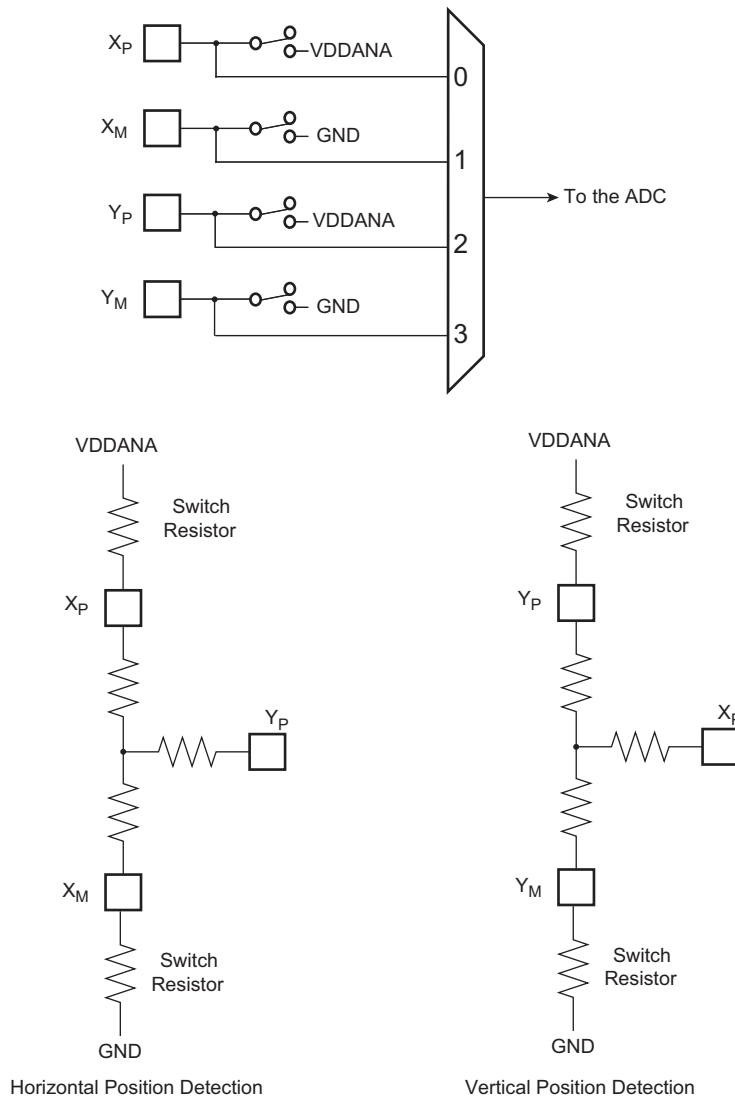 XP
VDDANA
0
XM
GND
1
To the ADC
YP
VDDANA
2
YM
GND
3
VDDANA
VDDANA
Switch
Resistor
Switch
Resistor
XP
YP
YP
XP
XM
YM
Switch
Resistor
Switch
Resistor
GND
GND
Horizontal Position Detection
Vertical Position Detection